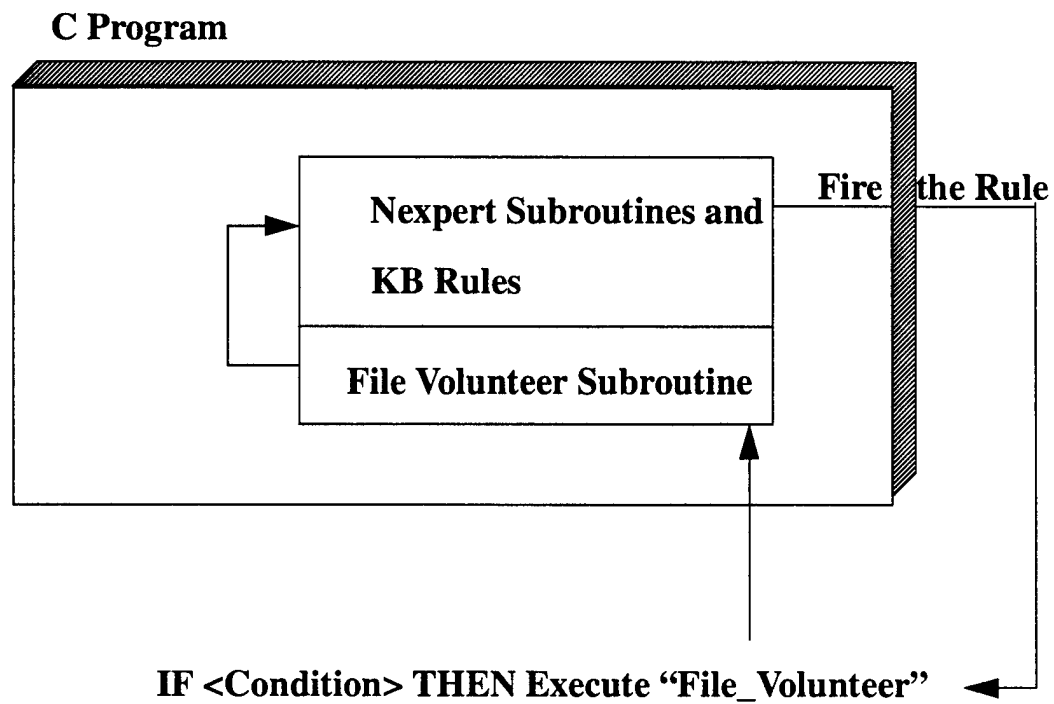 C Program
Fire the Rule
Nexpert Subroutines and
KB Rules
File Volunteer Subroutine
IF <Condition> THEN Execute “File_Volunteer”